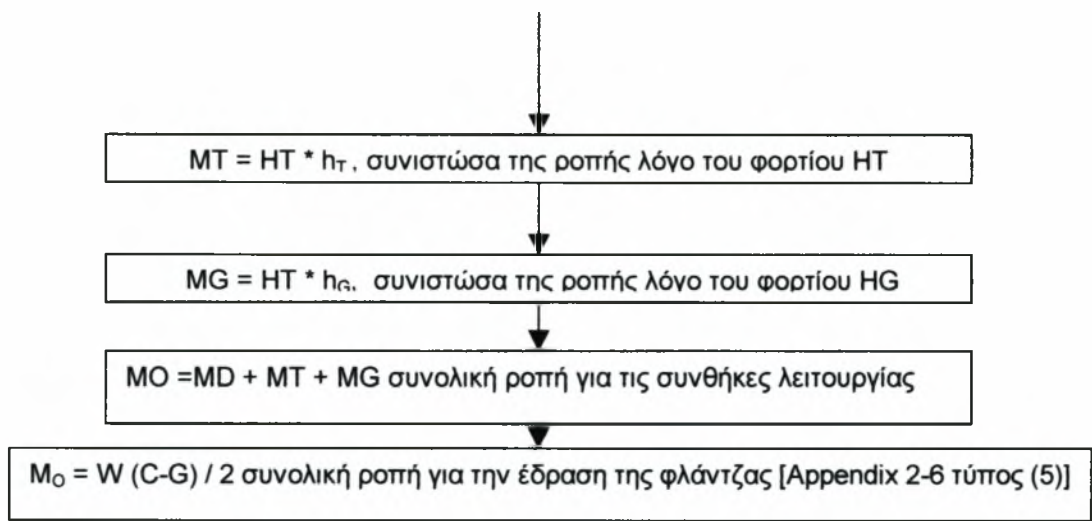 MT = HT * h_T, συνιστώσα της ροπής λόγο του φορτίου HT
MG = HT * h_G, συνιστώσα της ροπής λόγο του φορτίου HG
MO =MD + MT + MG συνολική ροπή για τις συνθήκες λειτουργίας
M_O = W (C-G) / 2 συνολική ροπή για την έδραση της φλάντζας [Appendix 2-6 τύπος (5)]